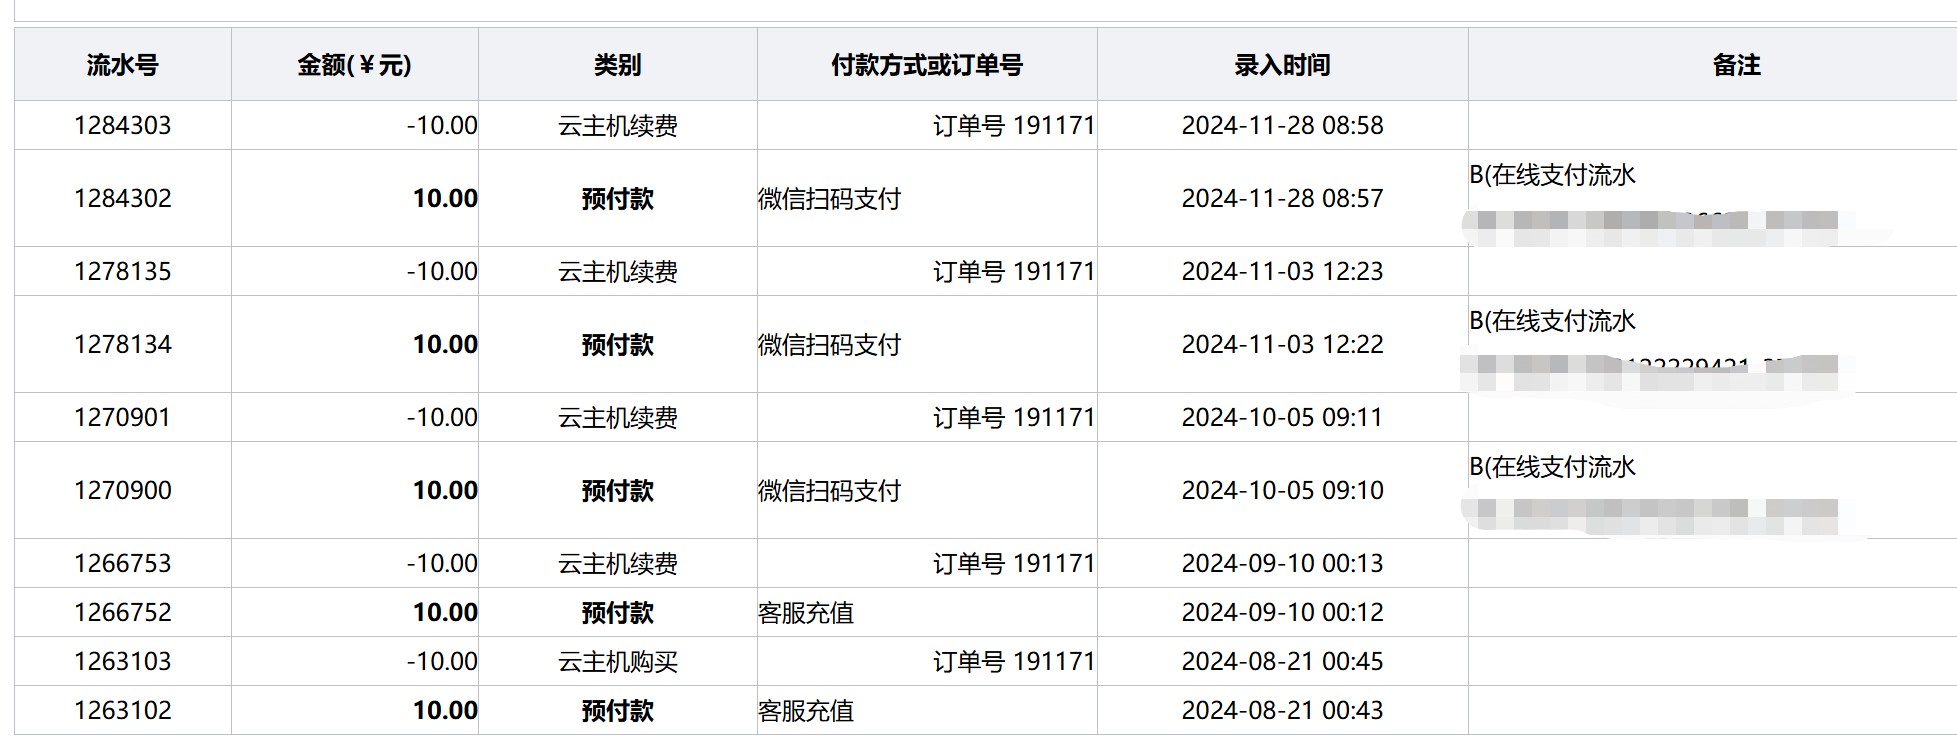 流水号 金额(￥元) 类别 付款方式或订单号 录入时间 备注
1284303 -10.00 云主机续费 订单号 191171 2024-11-28 08:58
1284302 10.00 预付款 微信扫码支付 2024-11-28 08:57 B(在线支付流水
1278135 -10.00 云主机续费 订单号 191171 2024-11-03 12:23
1278134 10.00 预付款 微信扫码支付 2024-11-03 12:22 B(在线支付流水
1270901 -10.00 云主机续费 订单号 191171 2024-10-05 09:11
1270900 10.00 预付款 微信扫码支付 2024-10-05 09:10 B(在线支付流水
1266753 -10.00 云主机续费 订单号 191171 2024-09-10 00:13
1266752 10.00 预付款 客服充值 2024-09-10 00:12
1263103 -10.00 云主机购买 订单号 191171 2024-08-21 00:45
1263102 10.00 预付款 客服充值 2024-08-21 00:43